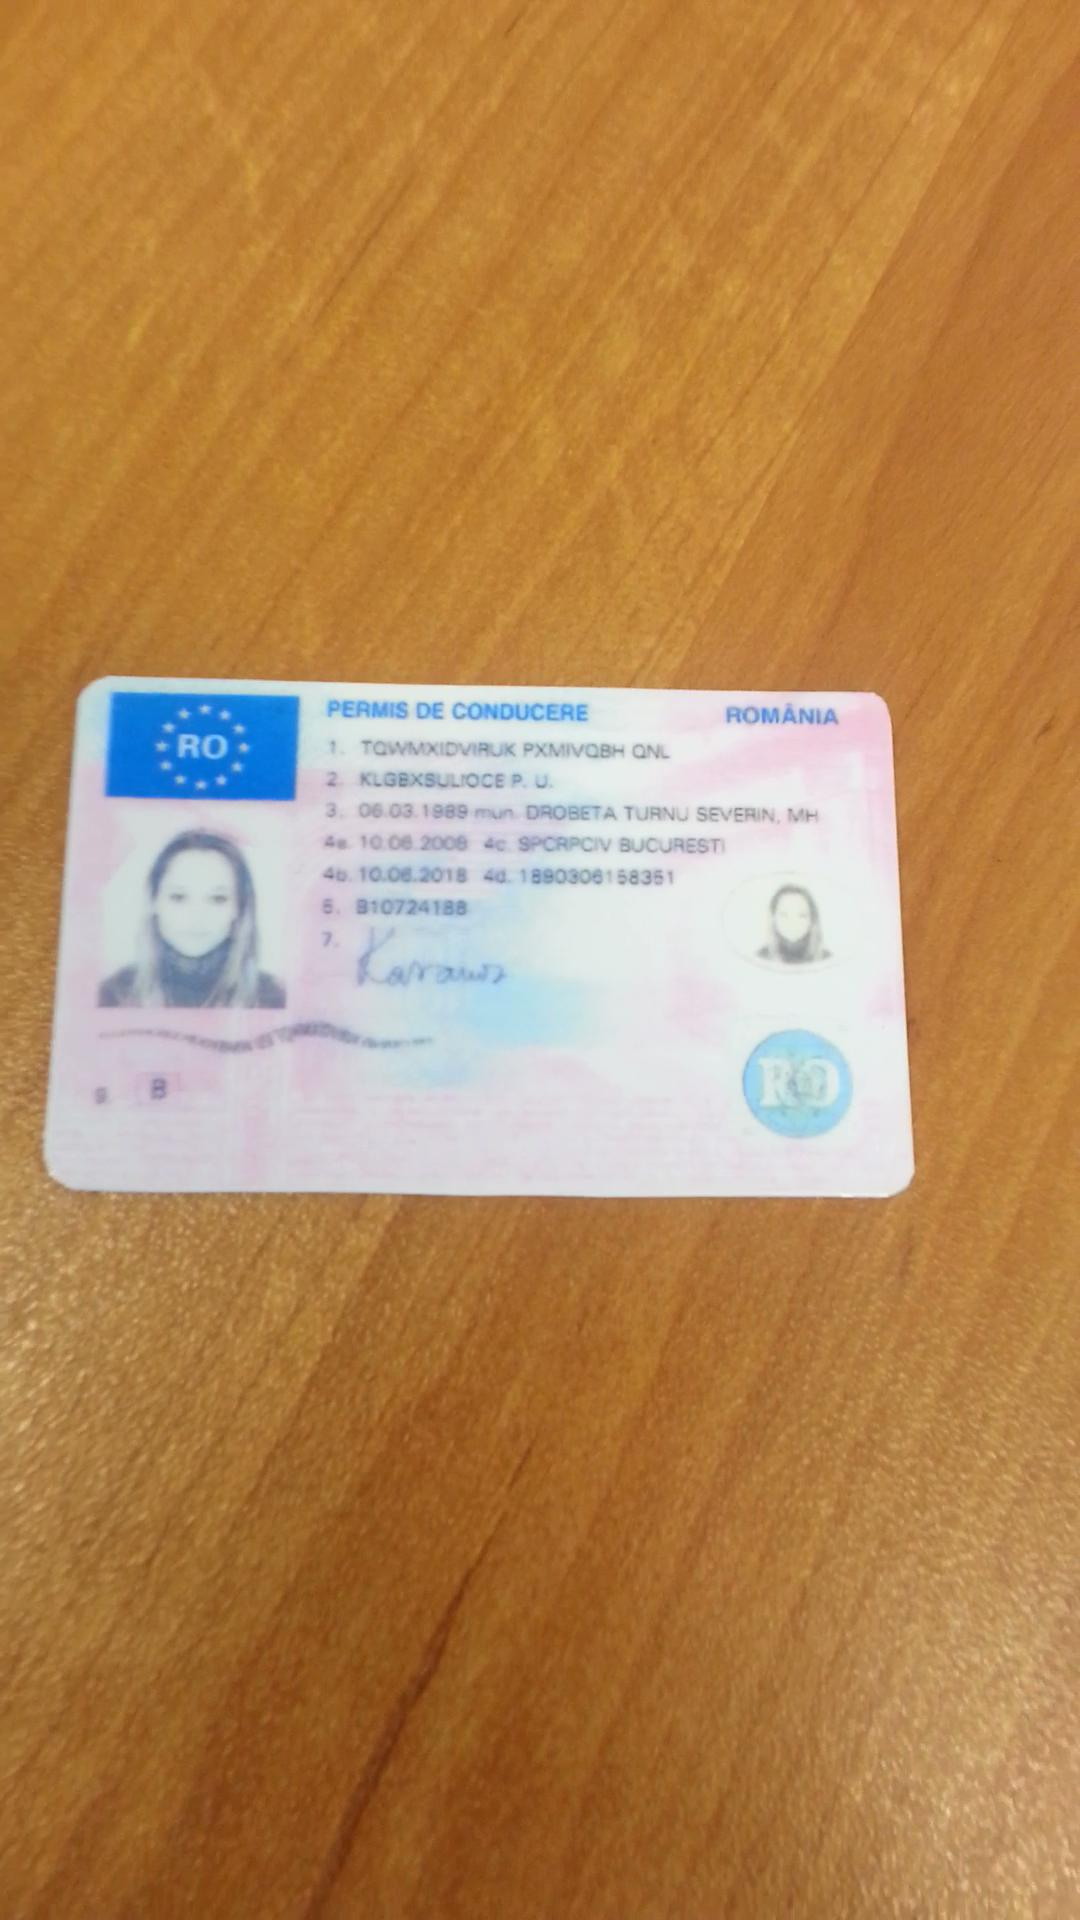 RO
PERMIS DE CONDUCERE ROMÂNIA
1. TQWMXIDVIRUK PXMIVQBH QNL
2. KLGBXSULIOCE P. U.
3. 06.03.1989 mun. DROBETA TURNU SEVERIN, MH
4a. 10.06.2008 4c. SPCRPCIV BUCURESTI
4b. 10.06.2018 4d. 1890306158351
5. B10724188
7.
9 B
RO